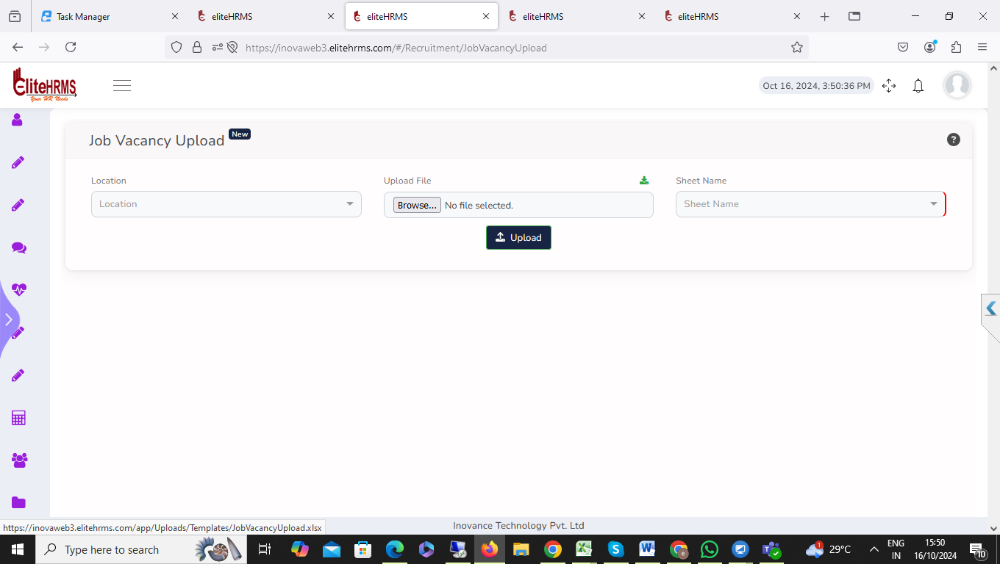 Task Manager
eliteHRMS
eliteHRMS
eliteHRMS
eliteHRMS
https://inovaweb3.elitehrms.com/#/Recruitment/JobVacancyUpload
EliteHRMS
Your HR Needs
Oct 16, 2024, 3:50:36 PM
Job Vacancy Upload New
?
Location
Upload File
Sheet Name
Location
Browse... No file selected.
Sheet Name
Upload
https://inovaweb3.elitehrms.com/app/Uploads/Templates/JobVacancyUpload.xlsx
Inovance Technology Pvt. Ltd
Type here to search
1
29°C
ENG
IN
15:50
16/10/2024
10